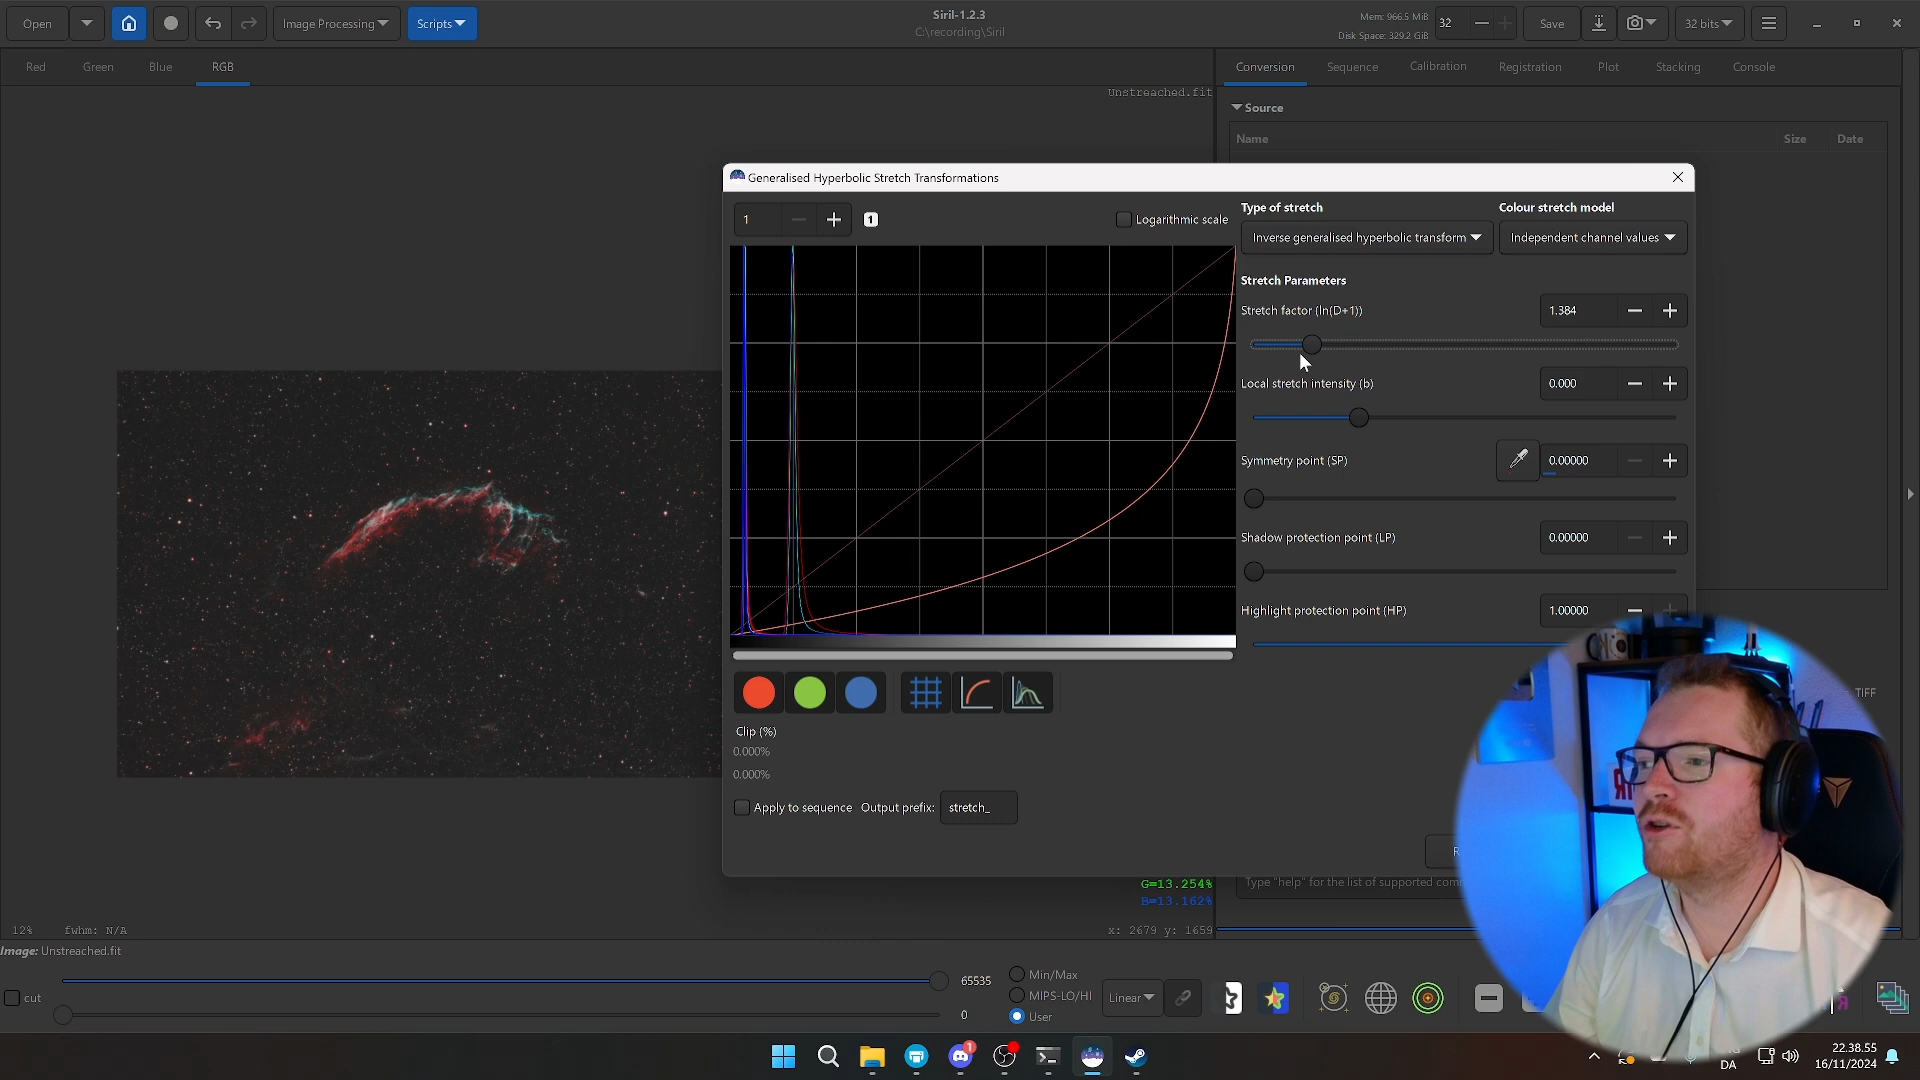 Open
Image Processing
Scripts
Siril-1.2.3
C:\recording\Siril
Mem: 966.5 MiB
Disk Space: 329.2 GiB
32
Save
32 bits
Red
Green
Blue
RGB
Conversion
Sequence
Calibration
Registration
Plot
Stacking
Console
Unstreached.fit
Source
Name
Size
Date
Generalised Hyperbolic Stretch Transformations
1
1
Logarithmic scale
Type of stretch
Colour stretch model
Inverse generalised hyperbolic transform
Independent channel values
Stretch Parameters
Stretch factor (ln(D+1))
1.384
Local stretch intensity (b)
0.000
Symmetry point (SP)
0.00000
Shadow protection point (LP)
0.00000
Highlight protection point (HP)
1.00000
TIFF
Clip (%)
0.000%
0.000%
Apply to sequence
Output prefix:
stretch_
R
G=13.254%
B=13.162%
Type "help" for the list of supported com
12%
fwhm: N/A
x: 2679 y: 1659
Image: Unstreached.fit
cut
65535
0
Min/Max
MIPS-LO/HI
User
Linear
1
DA
22.38.55
16/11/2024